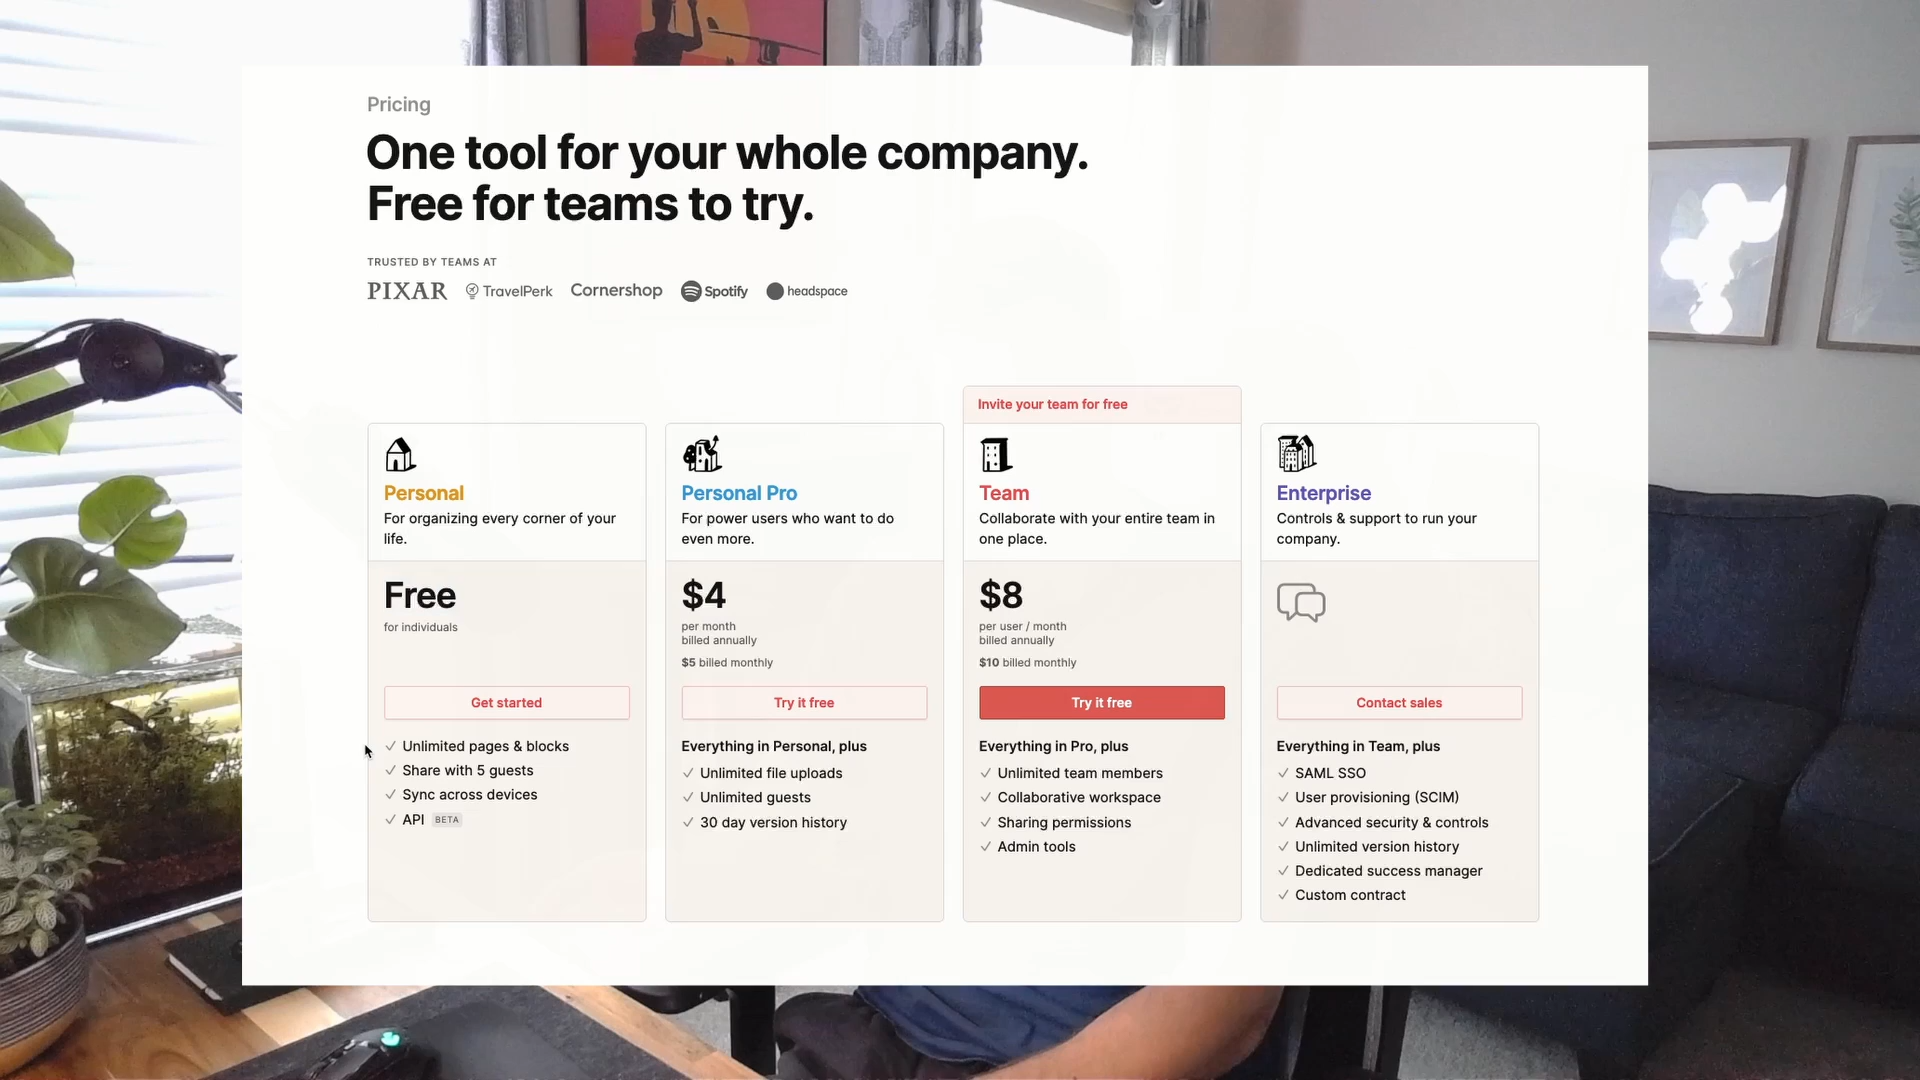 Pricing
One tool for your whole company.
Free for teams to try.
TRUSTED BY TEAMS AT
PIXAR TravelPerk Cornershop Spotify headspace
Invite your team for free
Personal
For organizing every corner of your
life.
Free
for individuals
Get started
Unlimited pages & blocks
Share with 5 guests
Sync across devices
API BETA
Personal Pro
For power users who want to do
even more.
$4
per month
billed annually
$5 billed monthly
Try it free
Everything in Personal, plus
Unlimited file uploads
Unlimited guests
30 day version history
Team
Collaborate with your entire team in
one place.
$8
per user / month
billed annually
$10 billed monthly
Try it free
Everything in Pro, plus
Unlimited team members
Collaborative workspace
Sharing permissions
Admin tools
Enterprise
Controls & support to run your
company.
Contact sales
Everything in Team, plus
SAML SSO
User provisioning (SCIM)
Advanced security & controls
Unlimited version history
Dedicated success manager
Custom contract